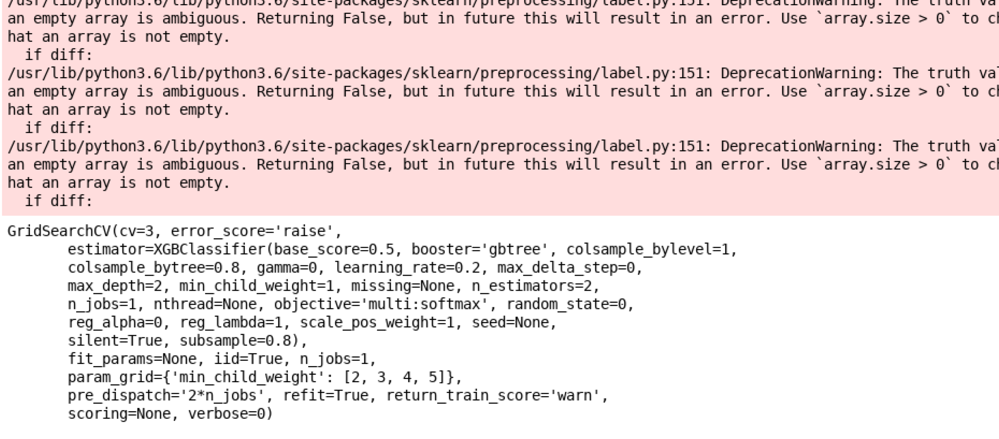 /usr/lib/python3.6/lib/python3.6/site-packages/sklearn/preprocessing/label.py:151: DeprecationWarning: The truth
an empty array is ambiguous. Returning False, but in future this will result in an error. Use `array.size > 0` to
hat an array is not empty.
  if diff:
/usr/lib/python3.6/lib/python3.6/site-packages/sklearn/preprocessing/label.py:151: DeprecationWarning: The truth
an empty array is ambiguous. Returning False, but in future this will result in an error. Use `array.size > 0` to
hat an array is not empty.
  if diff:
/usr/lib/python3.6/lib/python3.6/site-packages/sklearn/preprocessing/label.py:151: DeprecationWarning: The truth
an empty array is ambiguous. Returning False, but in future this will result in an error. Use `array.size > 0` to
hat an array is not empty.
  if diff:
GridSearchCV(cv=3, error_score='raise',
       estimator=XGBClassifier(base_score=0.5, booster='gbtree', colsample_bylevel=1,
       colsample_bytree=0.8, gamma=0, learning_rate=0.2, max_delta_step=0,
       max_depth=2, min_child_weight=1, missing=None, n_estimators=2,
       n_jobs=1, nthread=None, objective='multi:softmax', random_state=0,
       reg_alpha=0, reg_lambda=1, scale_pos_weight=1, seed=None,
       silent=True, subsample=0.8),
       fit_params=None, iid=True, n_jobs=1,
       param_grid={'min_child_weight': [2, 3, 4, 5]},
       pre_dispatch='2*n_jobs', refit=True, return_train_score='warn',
       scoring=None, verbose=0)